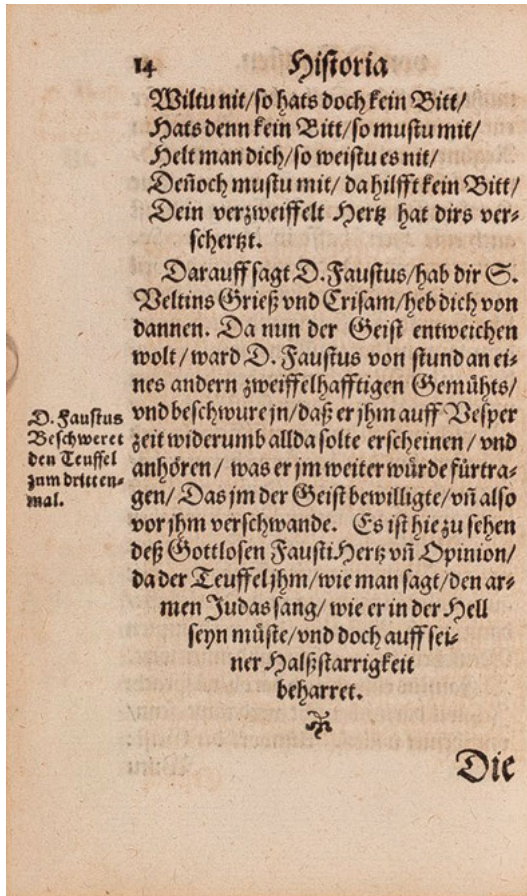 14 Historia
Wiltu nit/so hats doch kein Bitt/
Hats denn kein Bitt/so mustu mit/
Helt man dich/so weistu es nit/
Deñoch mustu mit/ da hilfft kein Bitt/
Dein verzweiffelt Hertz hat dirs ver-
schertzt.
Darauff sagt D.Faustus/hab dir S.
Veltins Grieß vnd Crisam/heb dich von
dannen. Da nun der Geist entweichen
wolt/ward D. Faustus von stund an ei-
nes andern zweiffelhafftigen Gemühts/
vnd beschwure jn/daß er jhm auff Vesper
zeit widerumb allda solte erscheinen/ vnd
anhören/ was er jm weiter würde fürtra-
gen/ Das jm der Geist bewilligte/vñ also
vor jhm verschwande. Es ist hie zu sehen
deß Gottlosen Fausti Hertz vñ Opinion/
da der Teuffel jhm/wie man sagt/den ar-
men Judas sang/ wie er in der Hell
seyn müste/vnd doch auff sei-
ner Halßstarrigkeit
beharret.
D. Faustus
Beschweret
den Teuffel
zum dritten-
mal.
Die